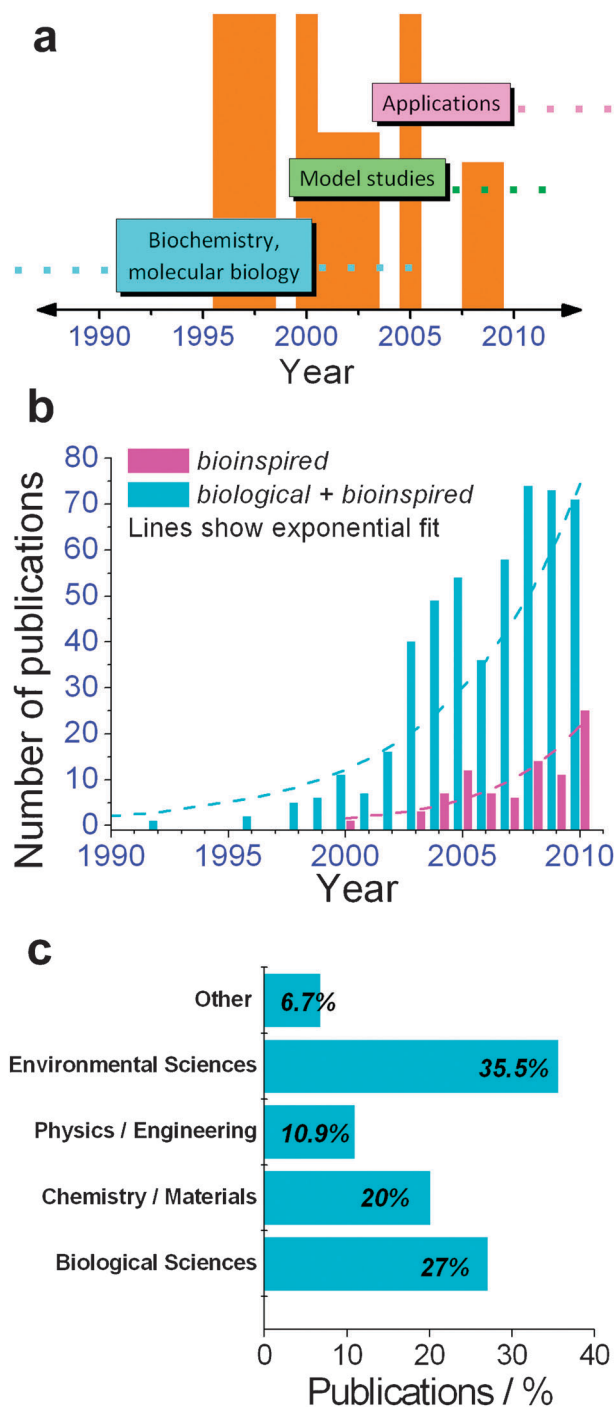 a
Applications
Model studies
Biochemistry,
molecular biology
1990 1995 2000 2005 2010
Year
b
80
70
60
50
40
30
20
10
0
Number of publications
bioinspired
biological + bioinspired
Lines show exponential fit
1990 1995 2000 2005 2010
Year
c
Other 6.7%
Environmental Sciences 35.5%
Physics / Engineering 10.9%
Chemistry / Materials 20%
Biological Sciences 27%
0 10 20 30 40
Publications / %